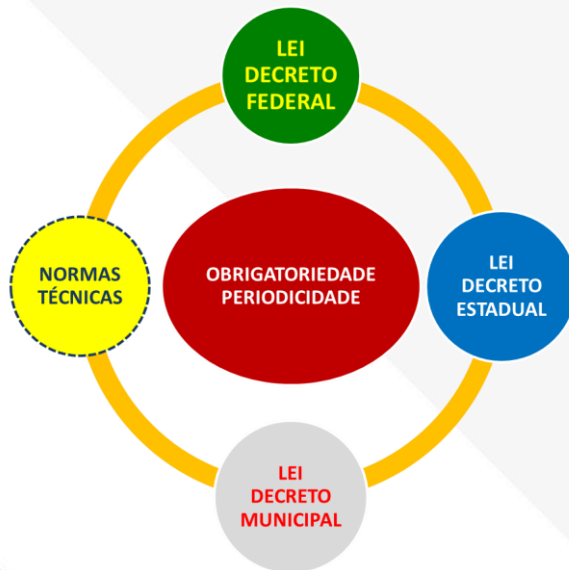 LEI
DECRETO
FEDERAL
NORMAS
TÉCNICAS
OBRIGATORIEDADE
PERIODICIDADE
LEI
DECRETO
ESTADUAL
LEI
DECRETO
MUNICIPAL